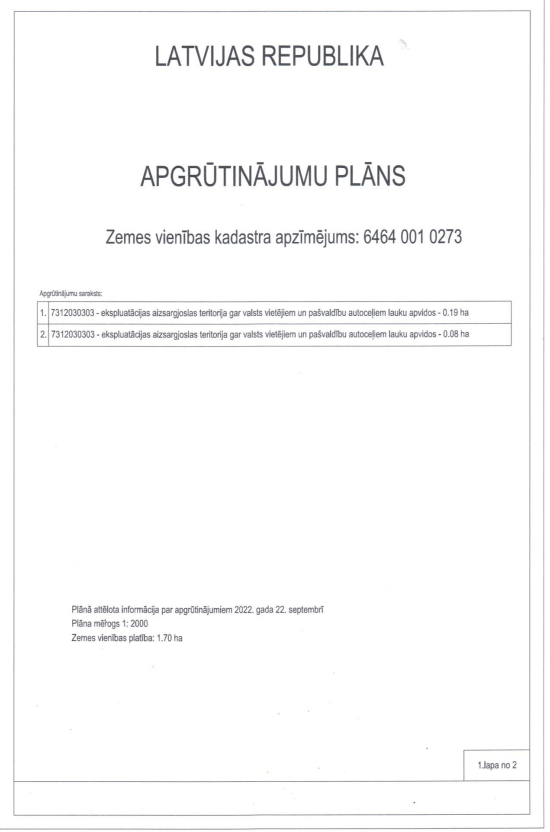 LATVIJAS REPUBLIKA
APGRŪTINĀJUMU PLĀNS
Zemes vienības kadastra apzīmējums: 6464 001 0273
Apgrūtinājumu saraksts:
1. 7312030303 - ekspluatācijas aizsargjoslas teritorija gar valsts vietējiem un pašvaldību autoceļiem lauku apvidos - 0.19 ha
2. 7312030303 - ekspluatācijas aizsargjoslas teritorija gar valsts vietējiem un pašvaldību autoceļiem lauku apvidos - 0.08 ha
Plānā attēlota informācija par apgrūtinājumiem 2022. gada 22. septembrī
Plāna mērogs 1: 2000
Zemes vienības platība: 1.70 ha
1.lapa no 2